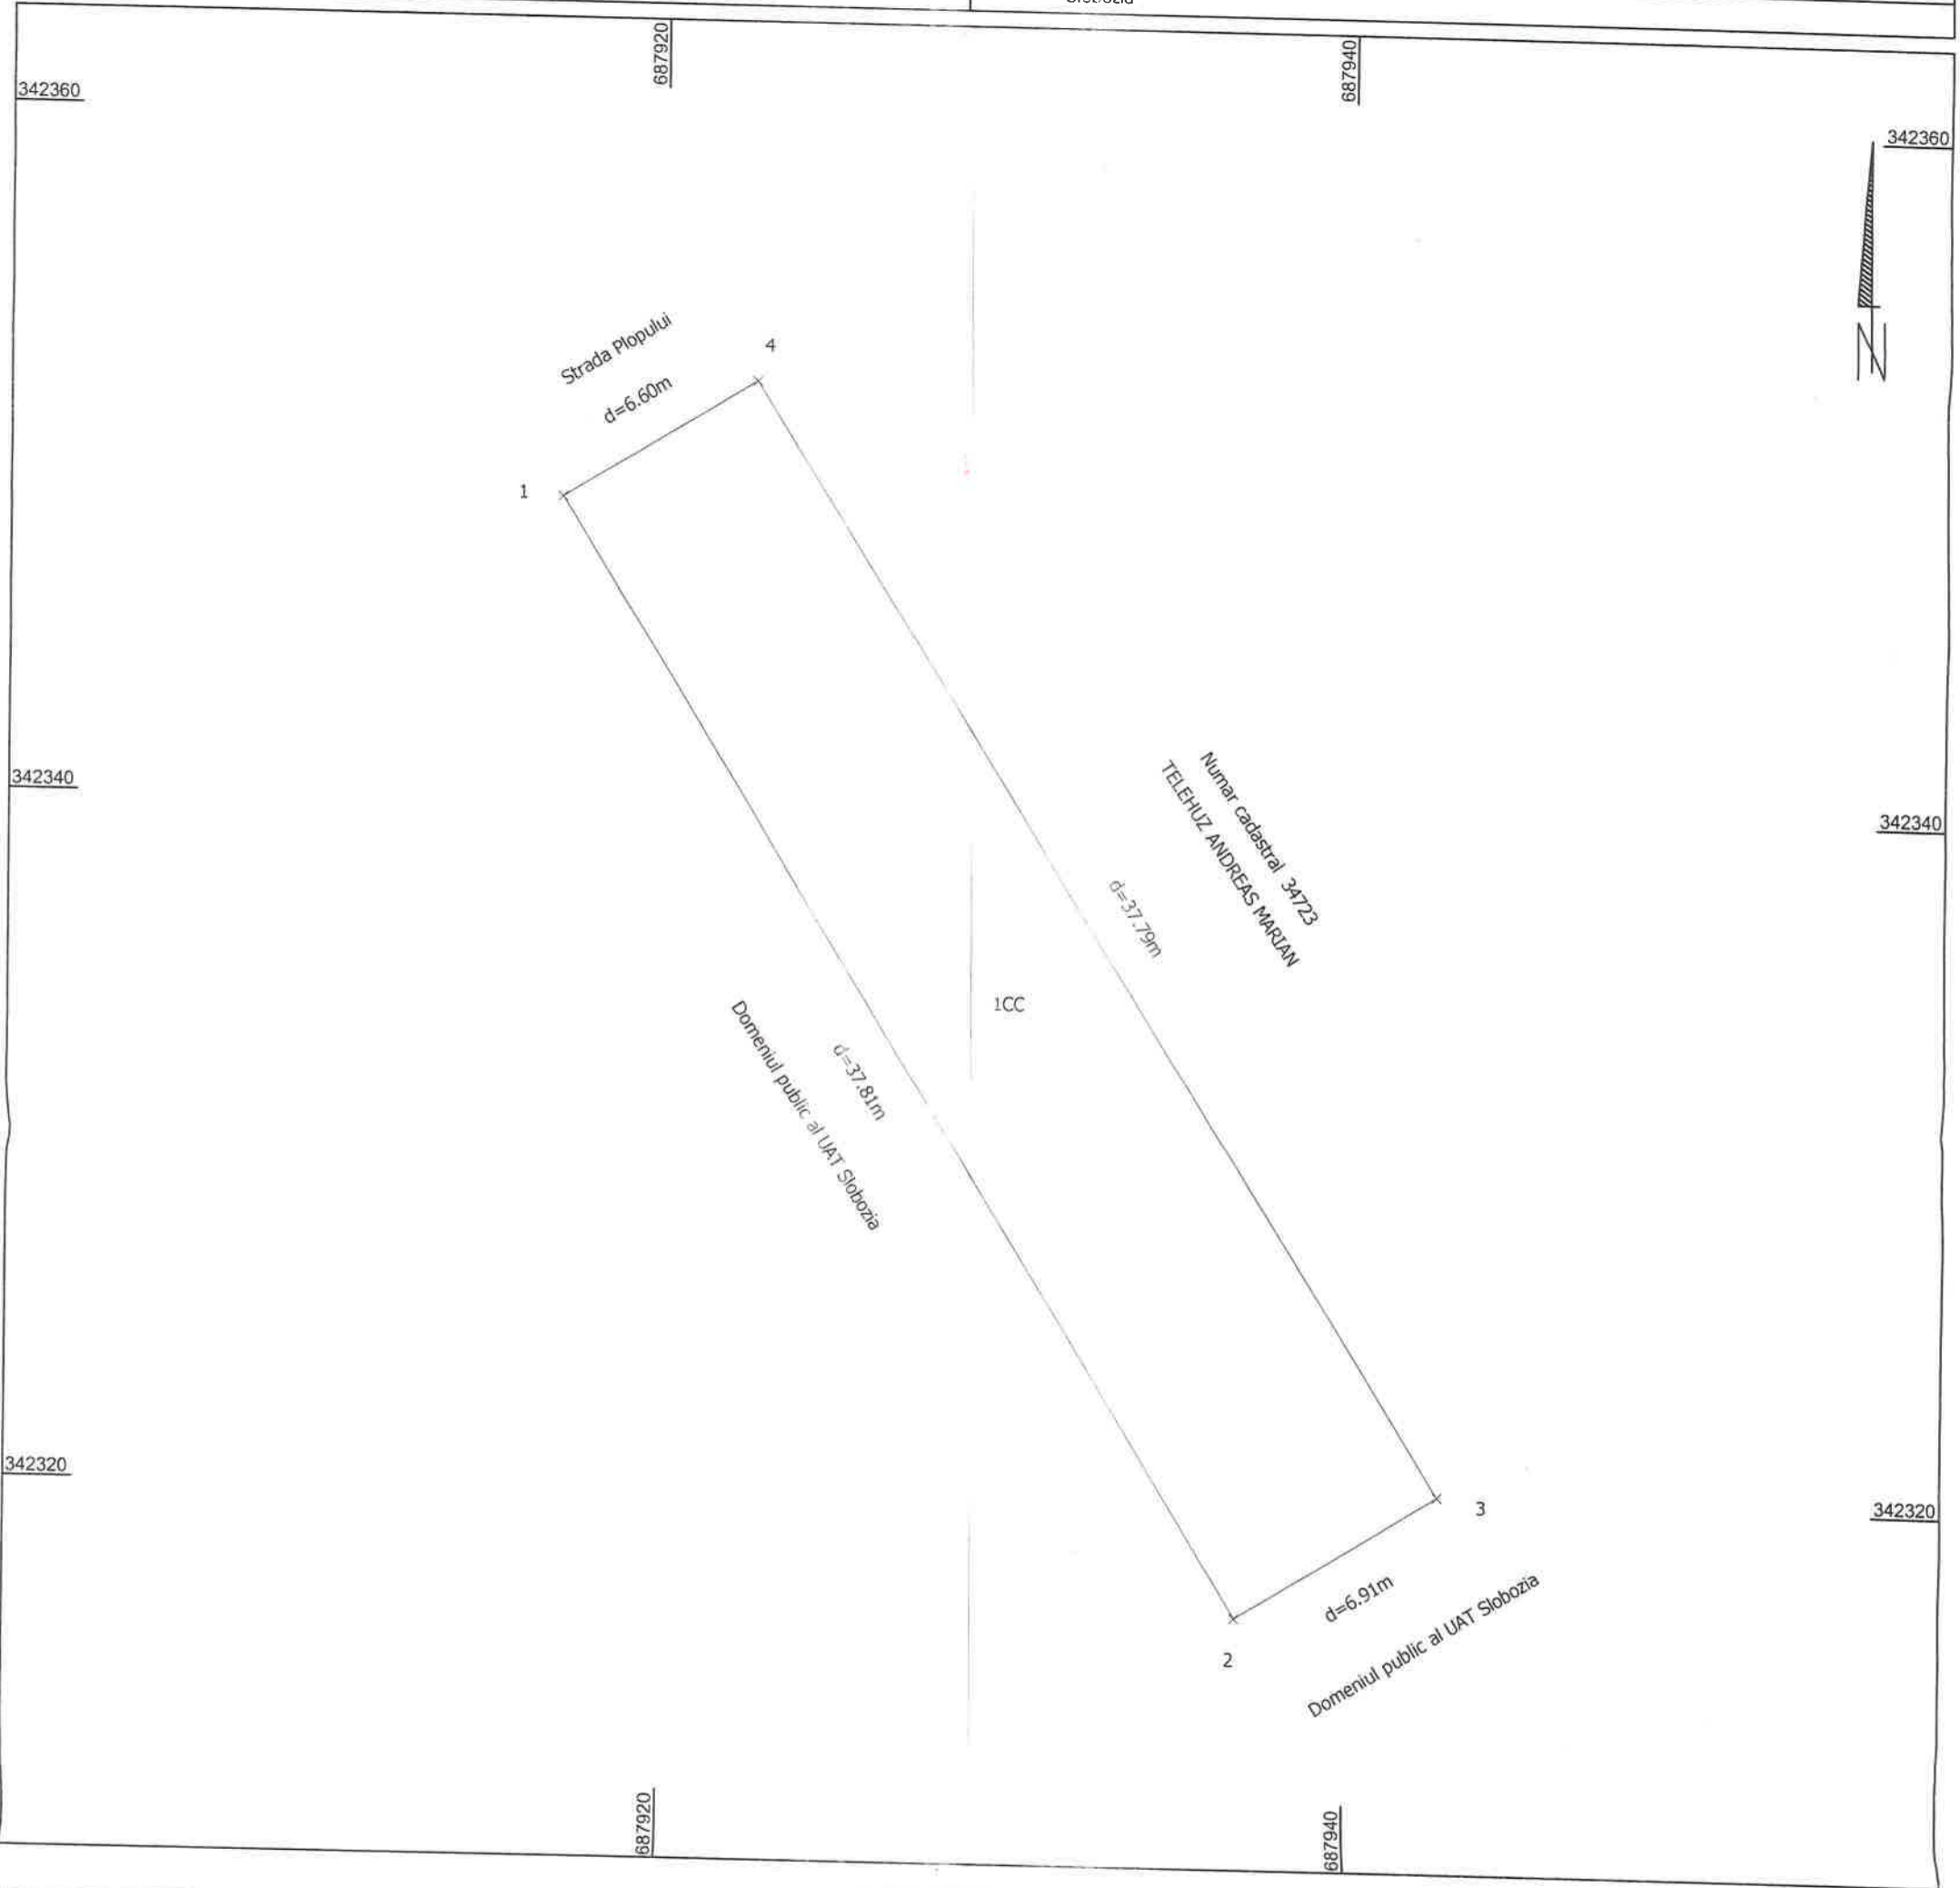 687920
687940
342360
342360
Strada Plopului
4
d=6.60m
N
1
342340
Numar cadastral 34723
TELEHUZ ANDREAS MARIAN
342340
d=37.79m
1CC
Domeniul public al UAT Slobozia
d=37.81m
342320
342320
3
d=6.91m
Domeniul public al UAT Slobozia
2
687920
687940